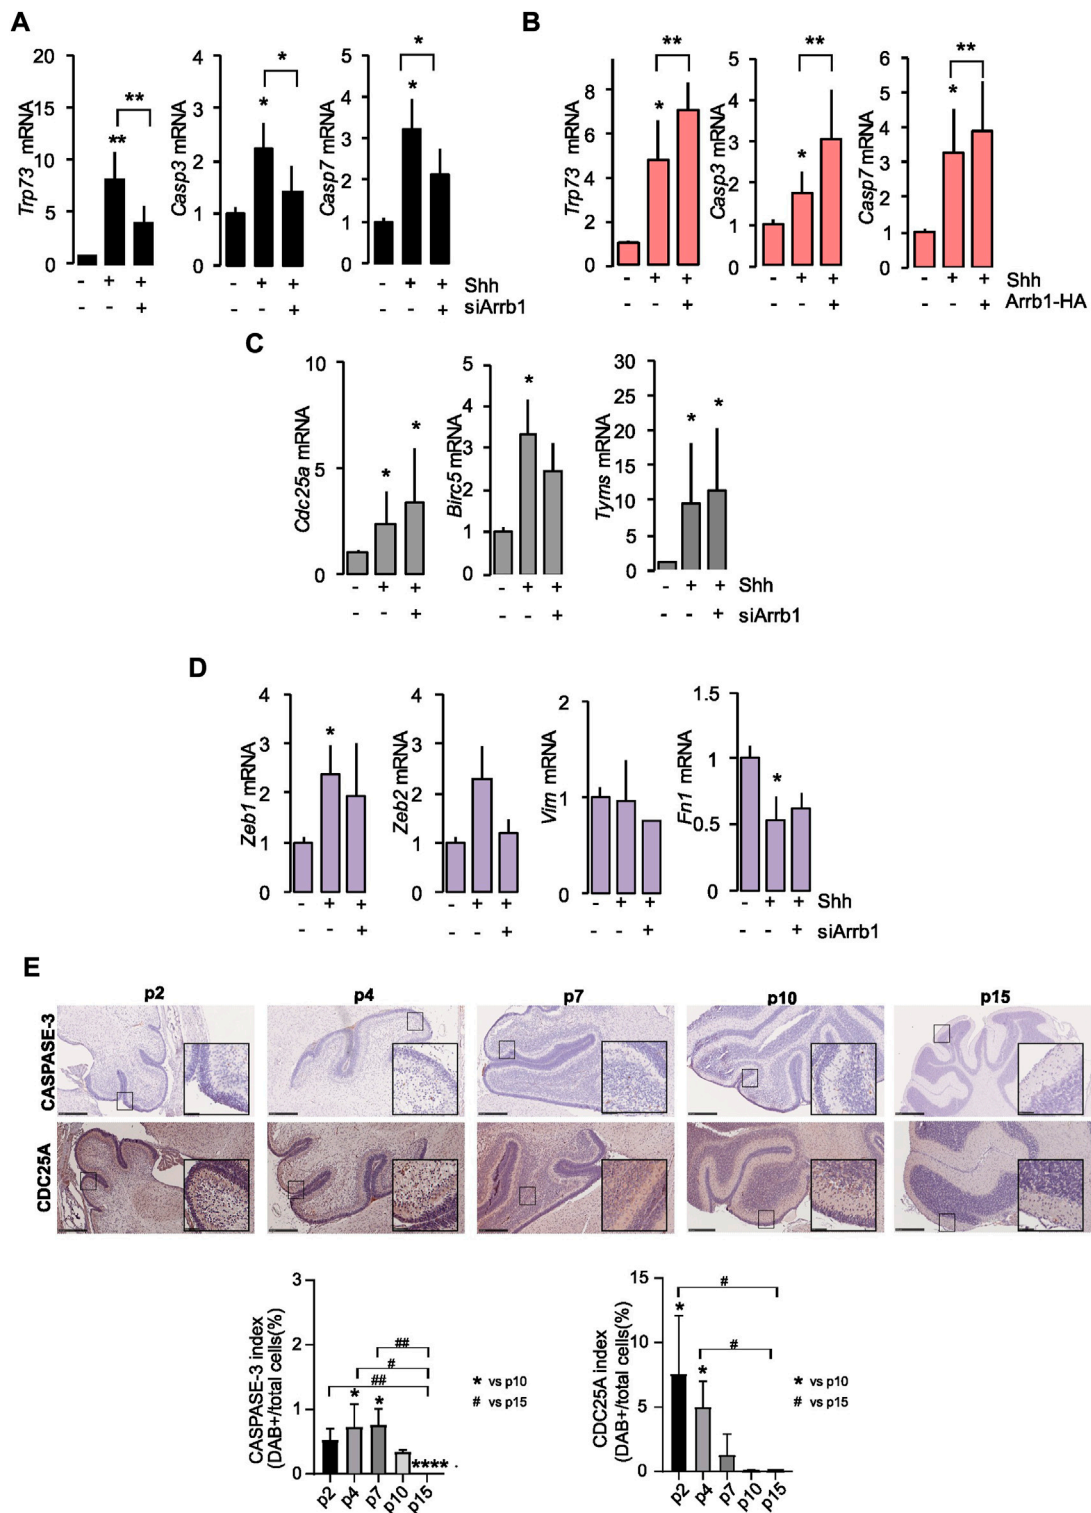 A
B
20
15
10
5
0
Trp73 mRNA
**
**
4
3
2
1
0
Casp3 mRNA
*
*
5
4
3
2
1
0
Casp7 mRNA
*
*
8
6
4
2
0
Trp73 mRNA
*
**
5
4
3
2
1
0
Casp3 mRNA
*
**
6
5
4
3
2
1
0
Casp7 mRNA
*
**
- + + - + + - + + Shh
- - + - - + - - + siArrb1
- + + - + + - + + Shh
- - + - - + - - + Arrb1-HA
C
10
5
0
Cdc25a mRNA
*
*
5
4
3
2
1
0
Birc5 mRNA
*
30
25
20
15
10
5
0
Tyms mRNA
*
*
- + + - + + - + + Shh
- - + - - + - - + siArrb1
D
4
3
2
1
0
Zeb1 mRNA
*
4
3
2
1
0
Zeb2 mRNA
2
1
0
Vim mRNA
1.5
1
0.5
0
Fn1 mRNA
*
- + + - + + - + + - + + Shh
- - + - - + - - + - - + siArrb1
E
p2 p4 p7 p10 p15
CASPASE-3
CDC25A
3
2
1
0
CASPASE-3 index
(DAB+/total cells(%)
##
#
##
* *
****
p2 p4 p7 p10 p15
* vs p10
# vs p15
15
10
5
0
CDC25A index
(DAB+/total cells(%)
#
#
* *
p2 p4 p7 p10 p15
* vs p10
# vs p15